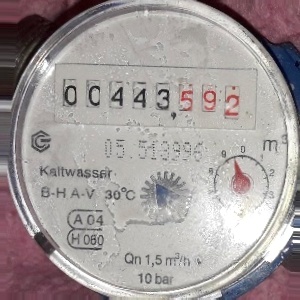 00443,592
m³
05.513996
Kaltwasser
B-H A-V 30°C
A 04
H 060
Qn 1,5 m³/h
10 bar